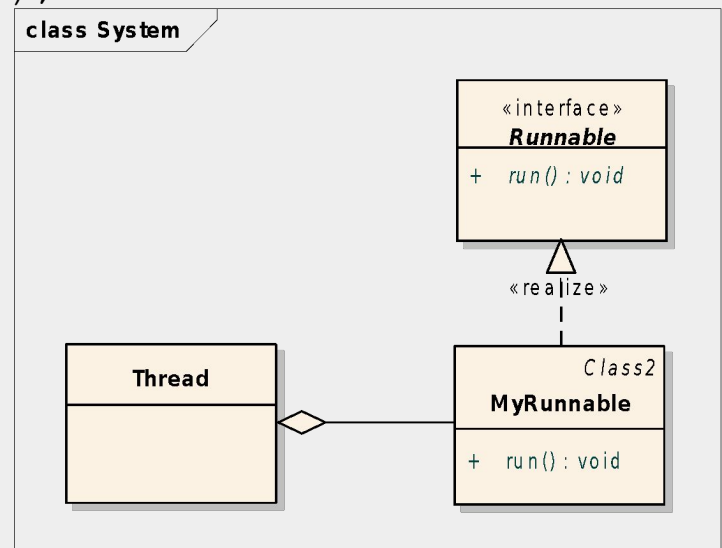 class System
«interface»
Runnable
+ run() : void
«realize»
Thread
Class2
MyRunnable
+ run() : void